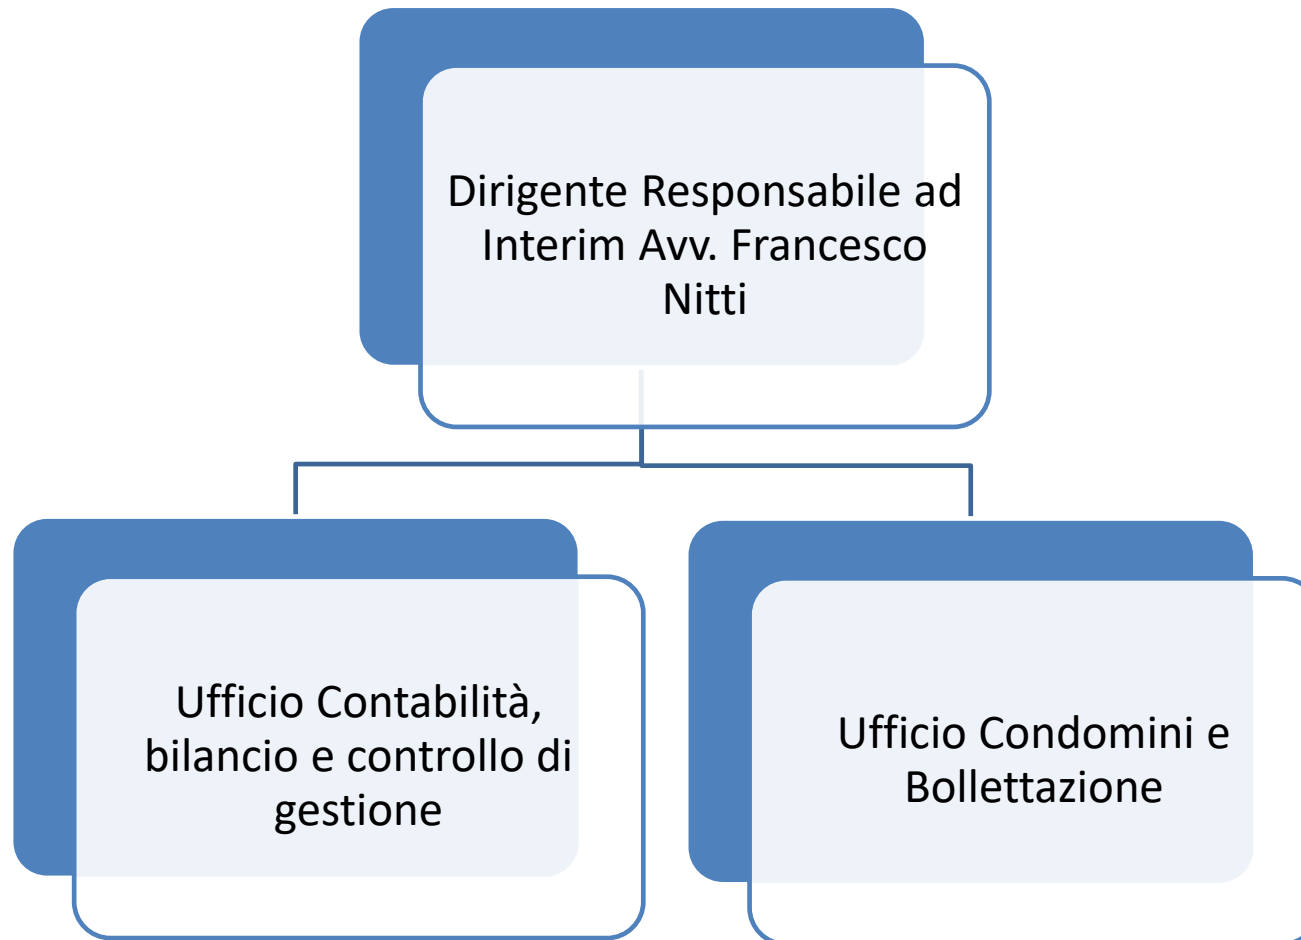 Dirigente Responsabile ad
Interim Avv. Francesco
Nitti
Ufficio Contabilità,
bilancio e controllo di
gestione
Ufficio Condomini e
Bollettazione